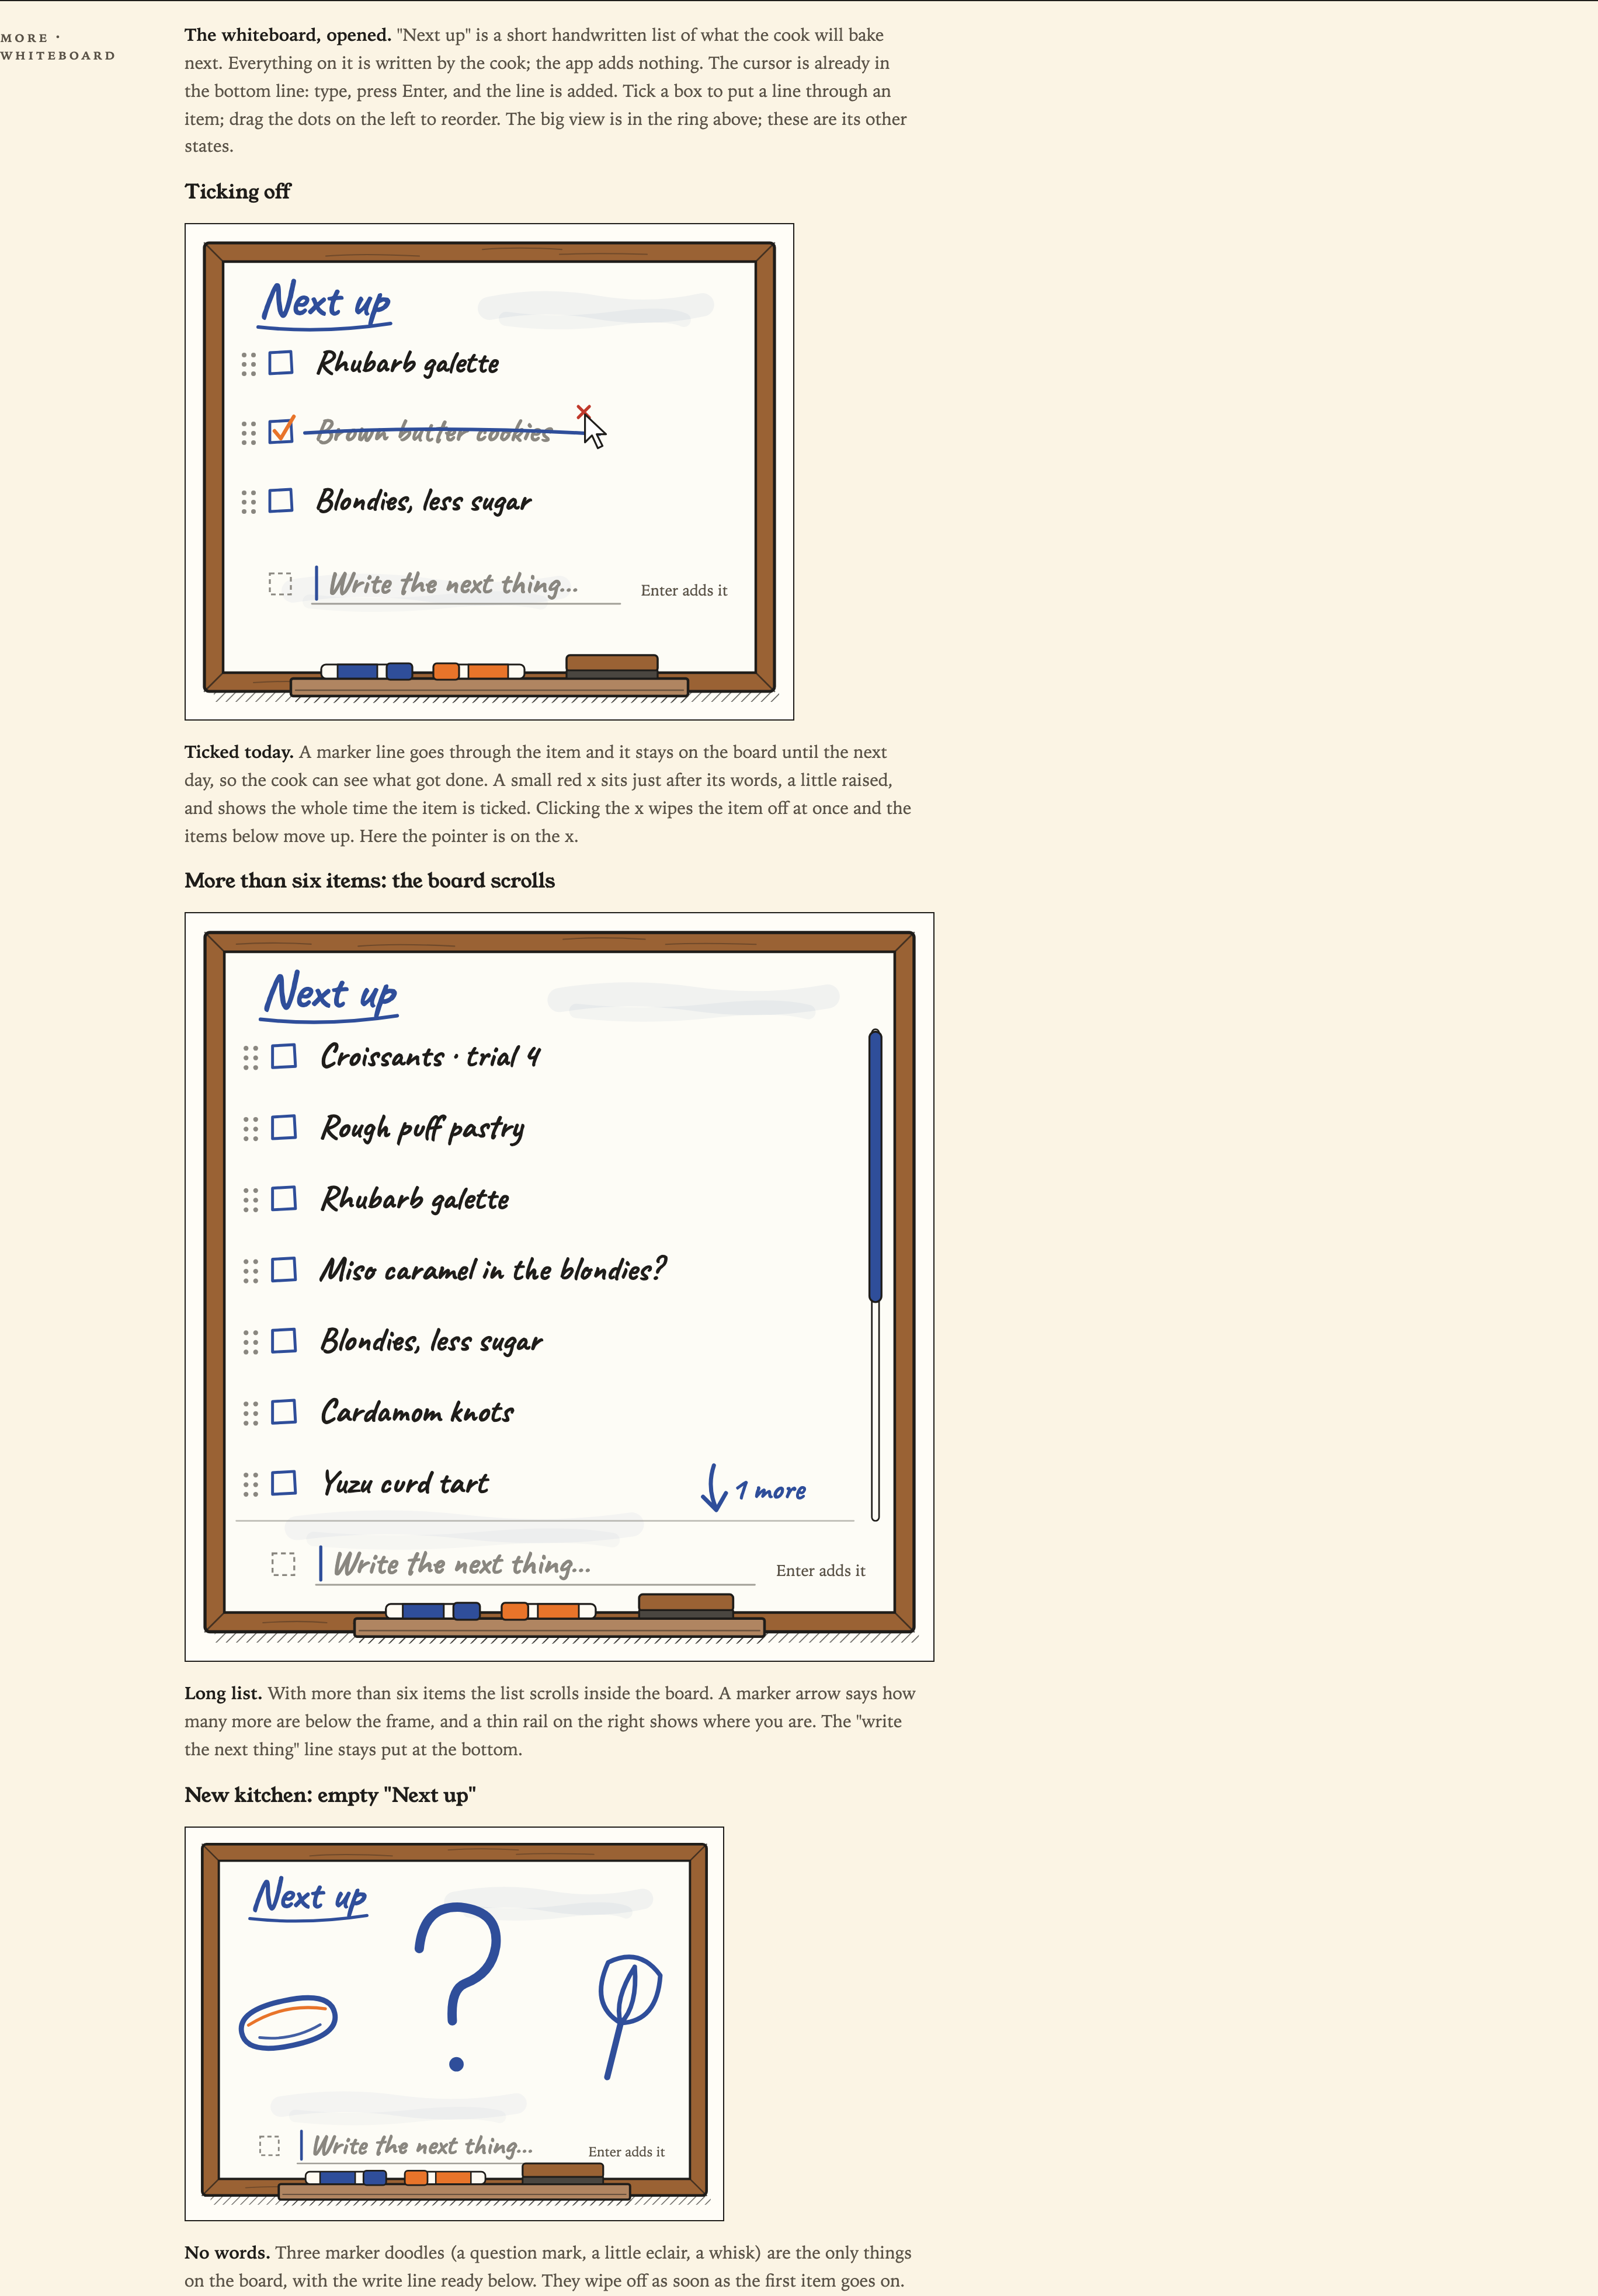 MORE ·
WHITEBOARD
The whiteboard, opened. "Next up" is a short handwritten list of what the cook will bake
next. Everything on it is written by the cook; the app adds nothing. The cursor is already in
the bottom line: type, press Enter, and the line is added. Tick a box to put a line through an
item; drag the dots on the left to reorder. The big view is in the ring above; these are its other
states.
Ticking off
Next up
Rhubarb galette
Brown butter cookies
Blondies, less sugar
Write the next thing...
Enter adds it
Ticked today. A marker line goes through the item and it stays on the board until the next
day, so the cook can see what got done. A small red x sits just after its words, a little raised,
and shows the whole time the item is ticked. Clicking the x wipes the item off at once and the
items below move up. Here the pointer is on the x.
More than six items: the board scrolls
Next up
Croissants · trial 4
Rough puff pastry
Rhubarb galette
Miso caramel in the blondies?
Blondies, less sugar
Cardamom knots
Yuzu curd tart
1 more
Write the next thing...
Enter adds it
Long list. With more than six items the list scrolls inside the board. A marker arrow says how
many more are below the frame, and a thin rail on the right shows where you are. The "write
the next thing" line stays put at the bottom.
New kitchen: empty "Next up"
Next up
?
Write the next thing...
Enter adds it
No words. Three marker doodles (a question mark, a little eclair, a whisk) are the only things
on the board, with the write line ready below. They wipe off as soon as the first item goes on.